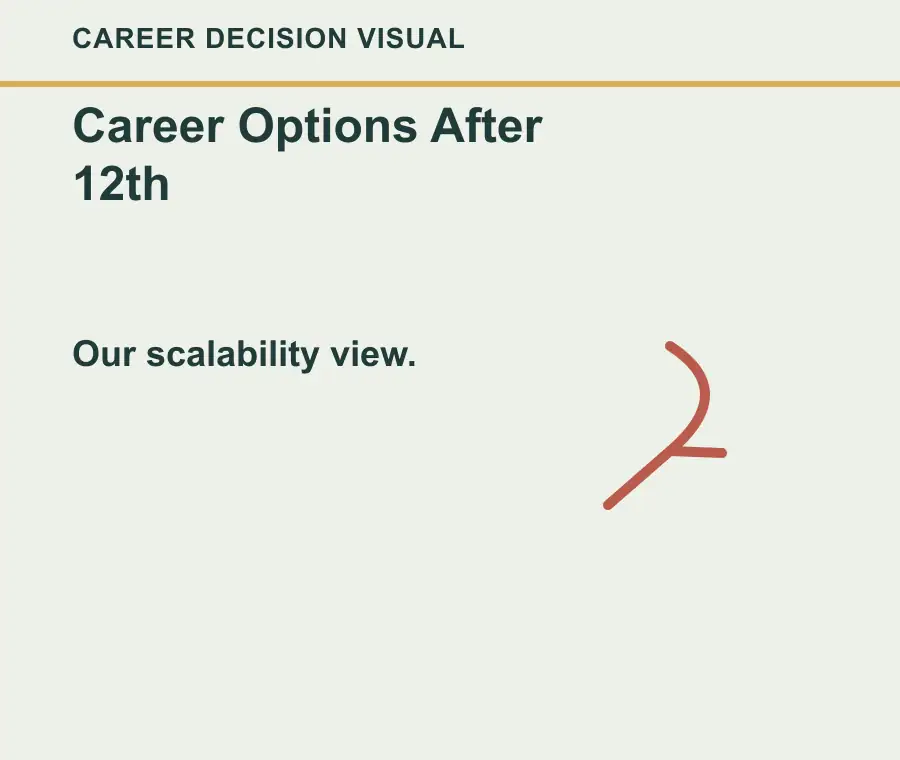 CAREER DECISION VISUAL
Career Options After
12th
Our scalability view.